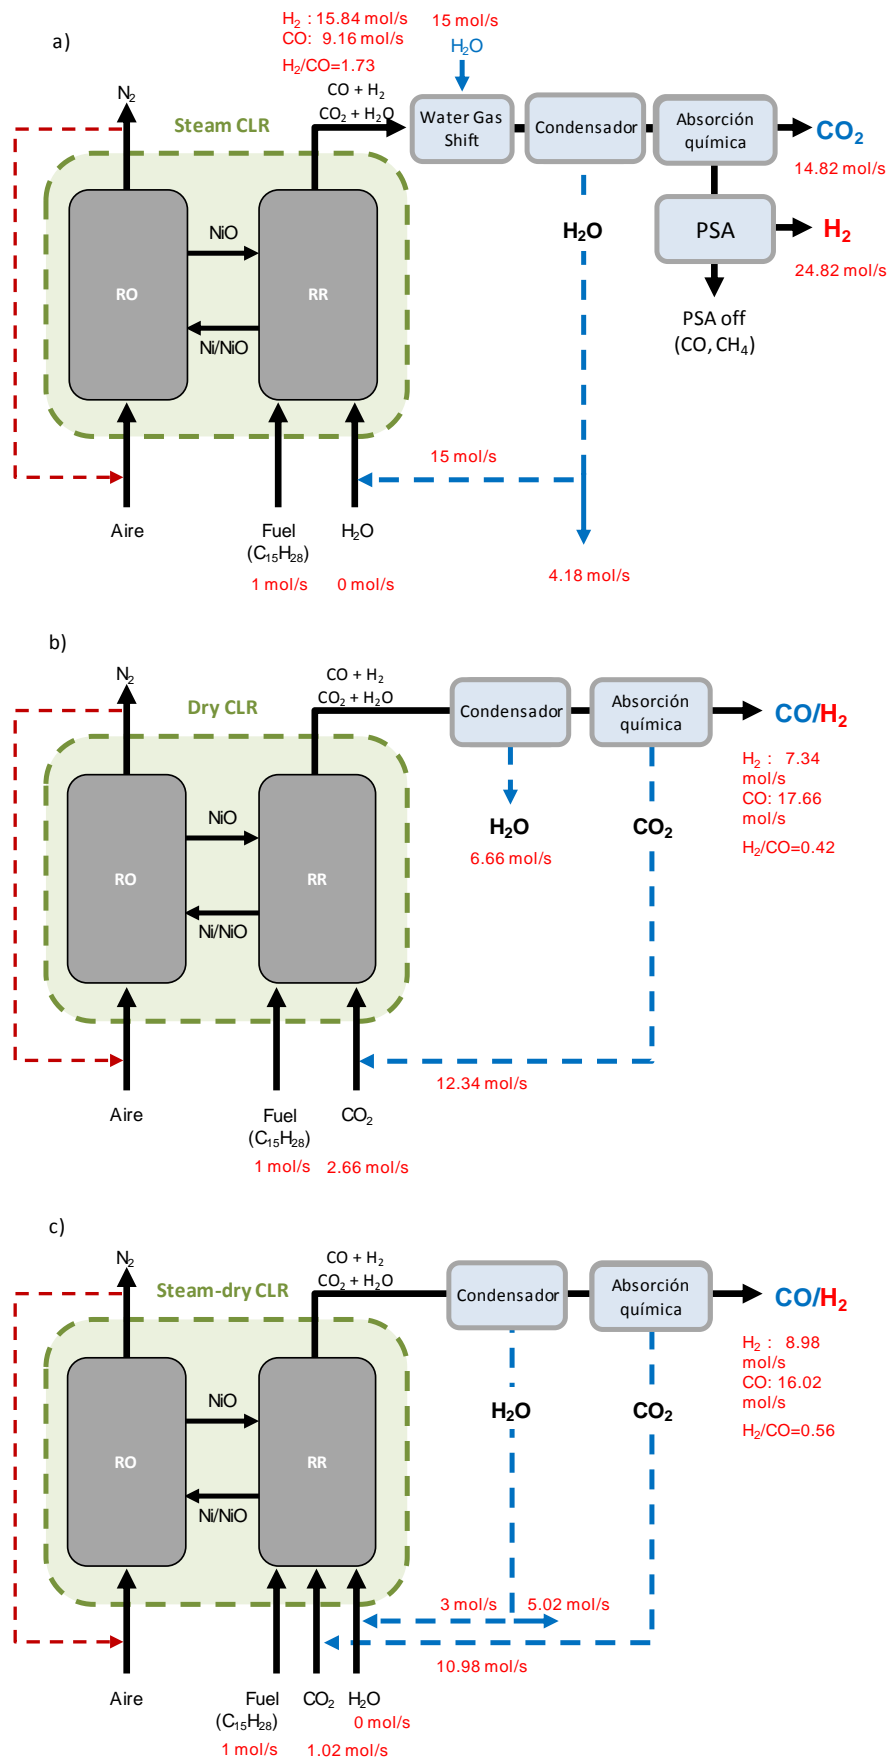 a)
H₂ : 15.84 mol/s
CO: 9.16 mol/s
H₂/CO=1.73
15 mol/s
H₂O
N₂
CO + H₂
CO₂ + H₂O
Steam CLR
Water Gas
Shift
Condensador
Absorción
química
CO₂
14.82 mol/s
NiO
H₂O
PSA
H₂
24.82 mol/s
RO
RR
Ni/NiO
PSA off
(CO, CH₄)
15 mol/s
Aire
Fuel
(C₁₅H₂₈)
H₂O
1 mol/s
0 mol/s
4.18 mol/s
b)
N₂
CO + H₂
CO₂ + H₂O
Dry CLR
Condensador
Absorción
química
CO/H₂
H₂ : 7.34
mol/s
CO: 17.66
mol/s
H₂/CO=0.42
NiO
H₂O
6.66 mol/s
CO₂
RO
RR
Ni/NiO
12.34 mol/s
Aire
Fuel
(C₁₅H₂₈)
CO₂
1 mol/s
2.66 mol/s
c)
N₂
CO + H₂
CO₂ + H₂O
Steam-dry CLR
Condensador
Absorción
química
CO/H₂
H₂ : 8.98
mol/s
CO: 16.02
mol/s
H₂/CO=0.56
NiO
H₂O
CO₂
RO
RR
Ni/NiO
3 mol/s
5.02 mol/s
10.98 mol/s
Aire
Fuel
(C₁₅H₂₈)
CO₂
H₂O
0 mol/s
1 mol/s
1.02 mol/s